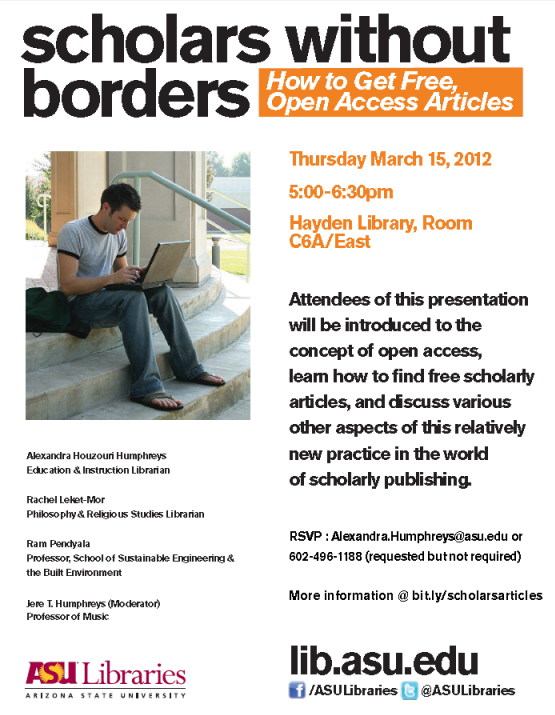 scholars without
borders
How to Get Free,
Open Access Articles
Thursday March 15, 2012
5:00-6:30pm
Hayden Library, Room
C6A/East
Attendees of this presentation
will be introduced to the
concept of open access,
learn how to find free scholarly
articles, and discuss various
other aspects of this relatively
new practice in the world
of scholarly publishing.
Alexandra Houzouri Humphreys
Education & Instruction Librarian
Rachel Leket-Mor
Philosophy & Religious Studies Librarian
Ram Pendyala
Professor, School of Sustainable Engineering &
the Built Environment
Jere T. Humphreys (Moderator)
Professor of Music
RSVP : Alexandra.Humphreys@asu.edu or
602-496-1188 (requested but not required)
More information @ bit.ly/scholarsarticles
ASU Libraries
ARIZONA STATE UNIVERSITY
lib.asu.edu
f /ASULibraries t @ASULibraries